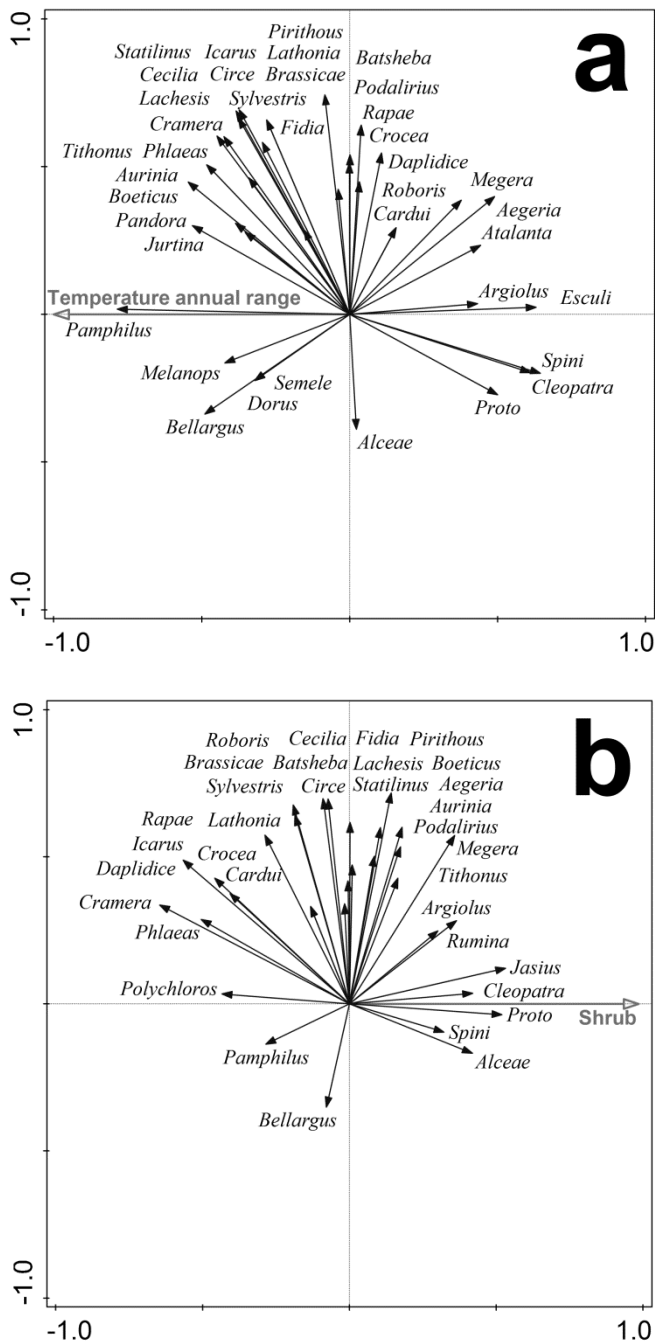 1.0
a
Pirithous
Statilinus Icarus Lathonia Batsheba
Cecilia Circe Brassicae Podalirius
Lachesis Sylvestris Rapae
Cramera Fidia Crocea
Tithonus Phlaeas Daplidice
Aurinia Roboris Megera
Boeticus Cardui Aegeria
Pandora Atalanta
Jurtina
Argiolus Esculi
Temperature annual range
Pamphilus
Melanops Semele Spini
Dorus Cleopatra
Bellargus Proto
Alceae
-1.0
-1.0 1.0
1.0
b
Roboris Cecilia Fidia Pirithous
Brassicae Batsheba Lachesis Boeticus
Sylvestris Circe Statilinus Aegeria
Aurinia
Rapae Lathonia Podalirius
Icarus Crocea Megera
Daplidice Cardui Tithonus
Cramera Argiolus
Phlaeas Rumina
Jasius
Polychloros Cleopatra
Shrub
Proto
Spini
Pamphilus Alceae
Bellargus
-1.0
-1.0 1.0